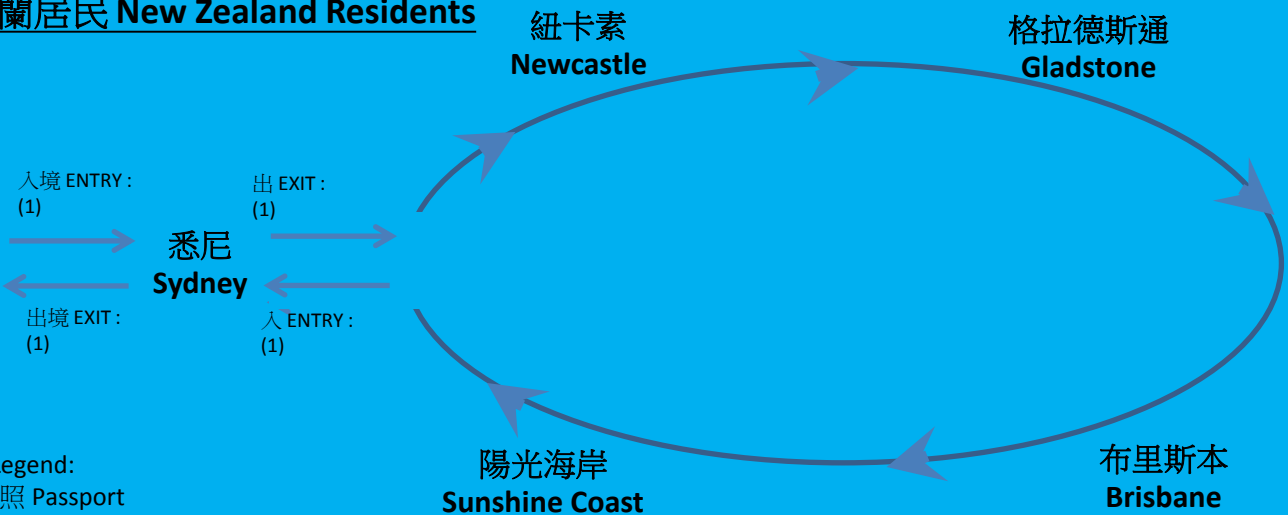 蘭居民 New Zealand Residents
紐卡素
Newcastle
格拉德斯通
Gladstone
入境 ENTRY :
(1)
出 EXIT :
(1)
悉尼
Sydney
出境 EXIT :
(1)
入 ENTRY :
(1)
陽光海岸
Sunshine Coast
布里斯本
Brisbane
egend:
照 Passport